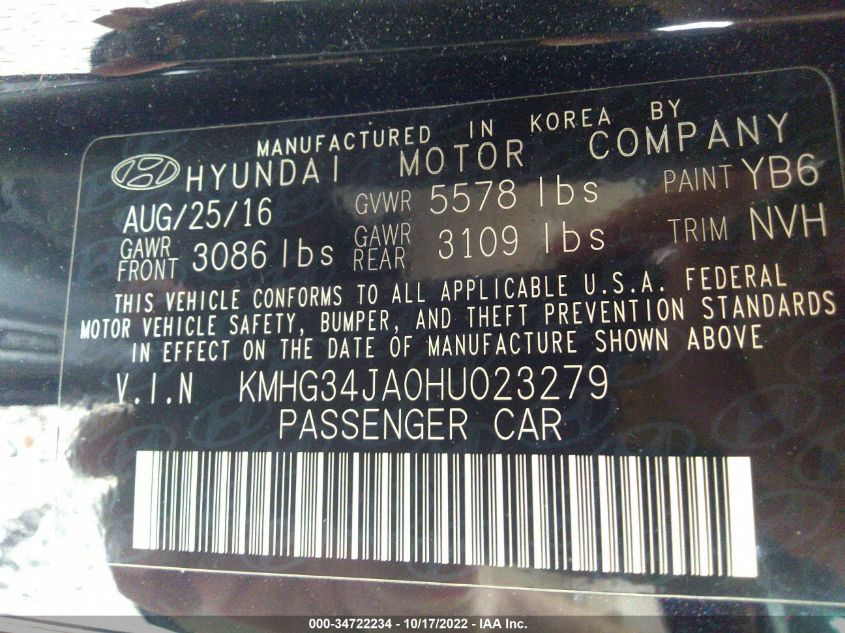 MANUFACTURED IN KOREA BY
HYUNDAI MOTOR COMPANY
AUG/25/16 GVWR 5578 lbs PAINT YB6
GAWR FRONT 3086 lbs GAWR REAR 3109 lbs TRIM NVH
THIS VEHICLE CONFORMS TO ALL APPLICABLE U.S.A. FEDERAL
MOTOR VEHICLE SAFETY, BUMPER, AND THEFT PREVENTION STANDARDS
IN EFFECT ON THE DATE OF MANUFACTURE SHOWN ABOVE
V.I.N KMHG34JA0HU023279
PASSENGER CAR
000-34722234 - 10/17/2022 - IAA Inc.